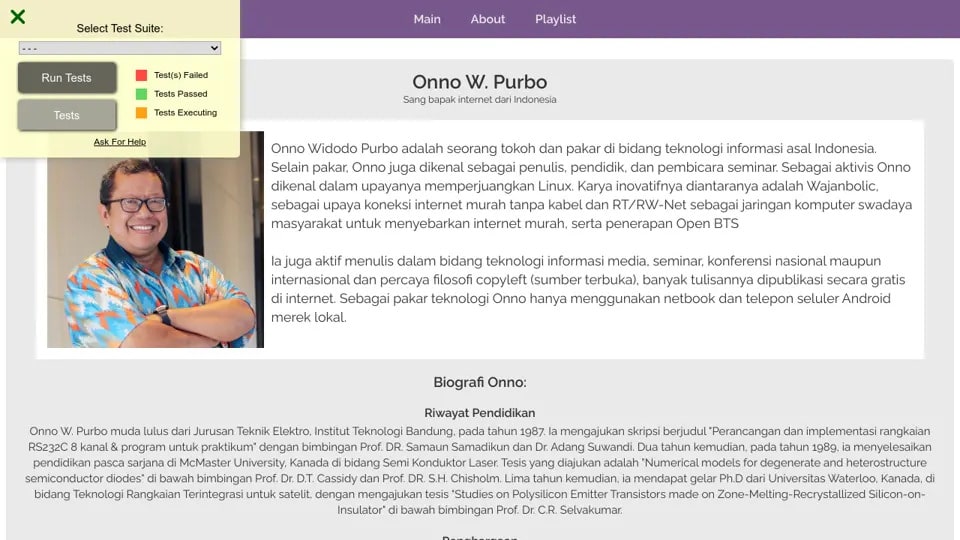 Main About Playlist
Select Test Suite:
- - -
Run Tests
Tests
Test(s) Failed
Tests Passed
Tests Executing
Ask For Help
Onno W. Purbo
Sang bapak internet dari Indonesia
Onno Widodo Purbo adalah seorang tokoh dan pakar di bidang teknologi informasi asal Indonesia.
Selain pakar, Onno juga dikenal sebagai penulis, pendidik, dan pembicara seminar. Sebagai aktivis Onno
dikenal dalam upayanya memperjuangkan Linux. Karya inovatifnya diantaranya adalah Wajanbolic,
sebagai upaya koneksi internet murah tanpa kabel dan RT/RW-Net sebagai jaringan komputer swadaya
masyarakat untuk menyebarkan internet murah, serta penerapan Open BTS
Ia juga aktif menulis dalam bidang teknologi informasi media, seminar, konferensi nasional maupun
internasional dan percaya filosofi copyleft (sumber terbuka), banyak tulisannya dipublikasi secara gratis
di internet. Sebagai pakar teknologi Onno hanya menggunakan netbook dan telepon seluler Android
merek lokal.
Biografi Onno:
Riwayat Pendidikan
Onno W. Purbo muda lulus dari Jurusan Teknik Elektro, Institut Teknologi Bandung, pada tahun 1987. Ia mengajukan skripsi berjudul "Perancangan dan implementasi rangkaian
RS232C 8 kanal & program untuk praktikum" dengan bimbingan Prof. DR. Samaun Samadikun dan Dr. Adang Suwandi. Dua tahun kemudian, pada tahun 1989, ia menyelesaikan
pendidikan pasca sarjana di McMaster University, Kanada di bidang Semi Konduktor Laser. Tesis yang diajukan adalah "Numerical models for degenerate and heterostructure
semiconductor diodes" di bawah bimbingan Prof. Dr. D.T. Cassidy dan Prof. DR. S.H. Chisholm. Lima tahun kemudian, ia mendapat gelar Ph.D dari Universitas Waterloo, Kanada, di
bidang Teknologi Rangkaian Terintegrasi untuk satelit, dengan mengajukan tesis "Studies on Polysilicon Emitter Transistors made on Zone-Melting-Recrystallized Silicon-on-
Insulator" di bawah bimbingan Prof. Dr. C.R. Selvakumar.